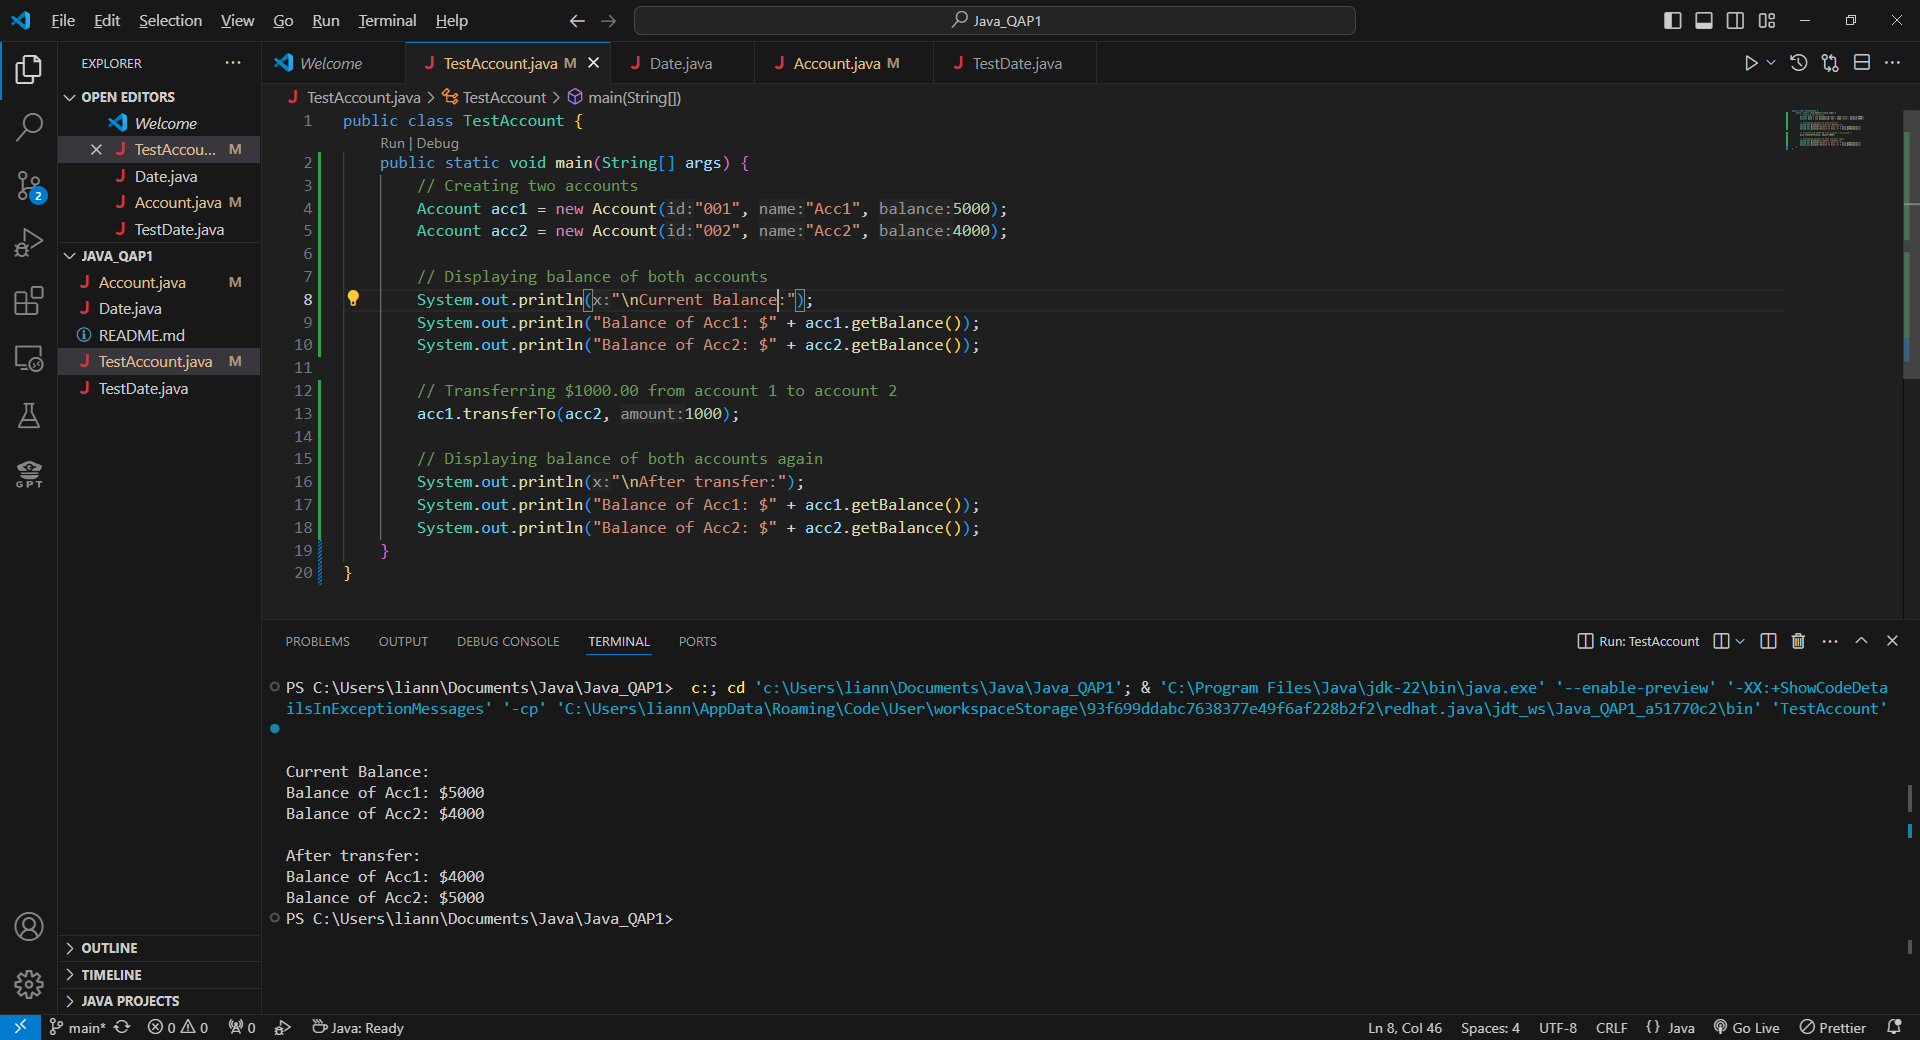 File Edit Selection View Go Run Terminal Help
Java_QAP1
EXPLORER
OPEN EDITORS
Welcome
TestAccou... M
Date.java
Account.java M
TestDate.java
JAVA_QAP1
Account.java M
Date.java
README.md
TestAccount.java M
TestDate.java
OUTLINE
TIMELINE
JAVA PROJECTS
2
GPT
Welcome TestAccount.java M Date.java Account.java M TestDate.java
TestAccount.java > TestAccount > main(String[])
1 public class TestAccount {
Run | Debug
2 public static void main(String[] args) {
3 // Creating two accounts
4 Account acc1 = new Account(id:"001", name:"Acc1", balance:5000);
5 Account acc2 = new Account(id:"002", name:"Acc2", balance:4000);
6
7 // Displaying balance of both accounts
8 System.out.println(x:"\nCurrent Balance:");
9 System.out.println("Balance of Acc1: $" + acc1.getBalance());
10 System.out.println("Balance of Acc2: $" + acc2.getBalance());
11
12 // Transferring $1000.00 from account 1 to account 2
13 acc1.transferTo(acc2, amount:1000);
14
15 // Displaying balance of both accounts again
16 System.out.println(x:"\nAfter transfer:");
17 System.out.println("Balance of Acc1: $" + acc1.getBalance());
18 System.out.println("Balance of Acc2: $" + acc2.getBalance());
19 }
20 }
PROBLEMS OUTPUT DEBUG CONSOLE TERMINAL PORTS
Run: TestAccount
PS C:\Users\liann\Documents\Java\Java_QAP1>  c:; cd 'c:\Users\liann\Documents\Java\Java_QAP1'; & 'C:\Program Files\Java\jdk-22\bin\java.exe' '--enable-preview' '-XX:+ShowCodeDeta
ilsInExceptionMessages' '-cp' 'C:\Users\liann\AppData\Roaming\Code\User\workspaceStorage\93f699ddabc7638377e49f6af228b2f2\redhat.java\jdt_ws\Java_QAP1_a51770c2\bin' 'TestAccount'
Current Balance:
Balance of Acc1: $5000
Balance of Acc2: $4000
After transfer:
Balance of Acc1: $4000
Balance of Acc2: $5000
PS C:\Users\liann\Documents\Java\Java_QAP1>
main* 0 0 0 Java: Ready
Ln 8, Col 46 Spaces: 4 UTF-8 CRLF {} Java Go Live Prettier